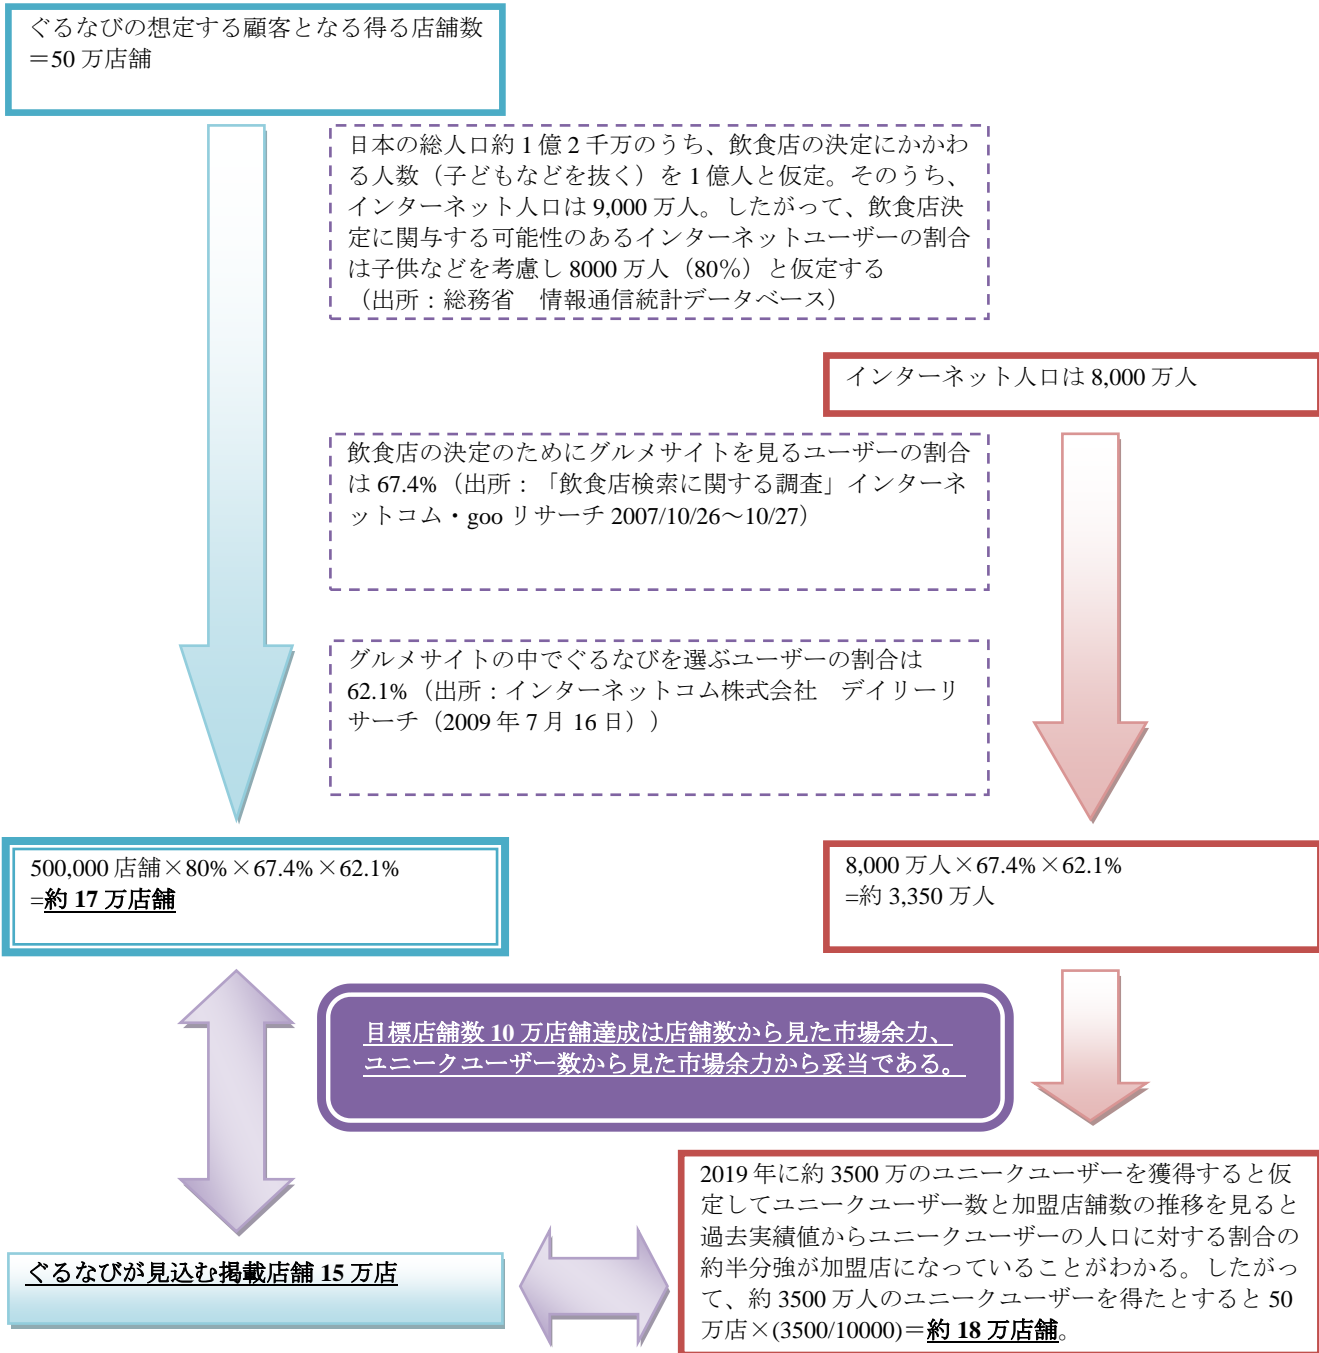 ぐるなびの想定する顧客となる得る店舗数
＝50 万店舗
日本の総人口約 1 億 2 千万のうち、飲食店の決定にかかわ
る人数（子どもなどを抜く）を 1 億人と仮定。そのうち、
インターネット人口は 9,000 万人。したがって、飲食店決
定に関与する可能性のあるインターネットユーザーの割合
は子供などを考慮し 8000 万人（80％）と仮定する
（出所：総務省　情報通信統計データベース）
インターネット人口は 8,000 万人
飲食店の決定のためにグルメサイトを見るユーザーの割合
は 67.4%（出所：「飲食店検索に関する調査」インターネ
ットコム・goo リサーチ 2007/10/26～10/27）
グルメサイトの中でぐるなびを選ぶユーザーの割合は
62.1%（出所：インターネットコム株式会社　デイリーリ
サーチ（2009 年 7 月 16 日））
500,000 店舗×80%×67.4%×62.1%
=約 17 万店舗
8,000 万人×67.4%×62.1%
=約 3,350 万人
目標店舗数 10 万店舗達成は店舗数から見た市場余力、
ユニークユーザー数から見た市場余力から妥当である。
2019 年に約 3500 万のユニークユーザーを獲得すると仮
定してユニークユーザー数と加盟店舗数の推移を見ると
過去実績値からユニークユーザーの人口に対する割合の
約半分強が加盟店になっていることがわかる。したがっ
て、約 3500 万人のユニークユーザーを得たとすると 50
万店×(3500/10000)＝約 18 万店舗。
ぐるなびが見込む掲載店舗 15 万店